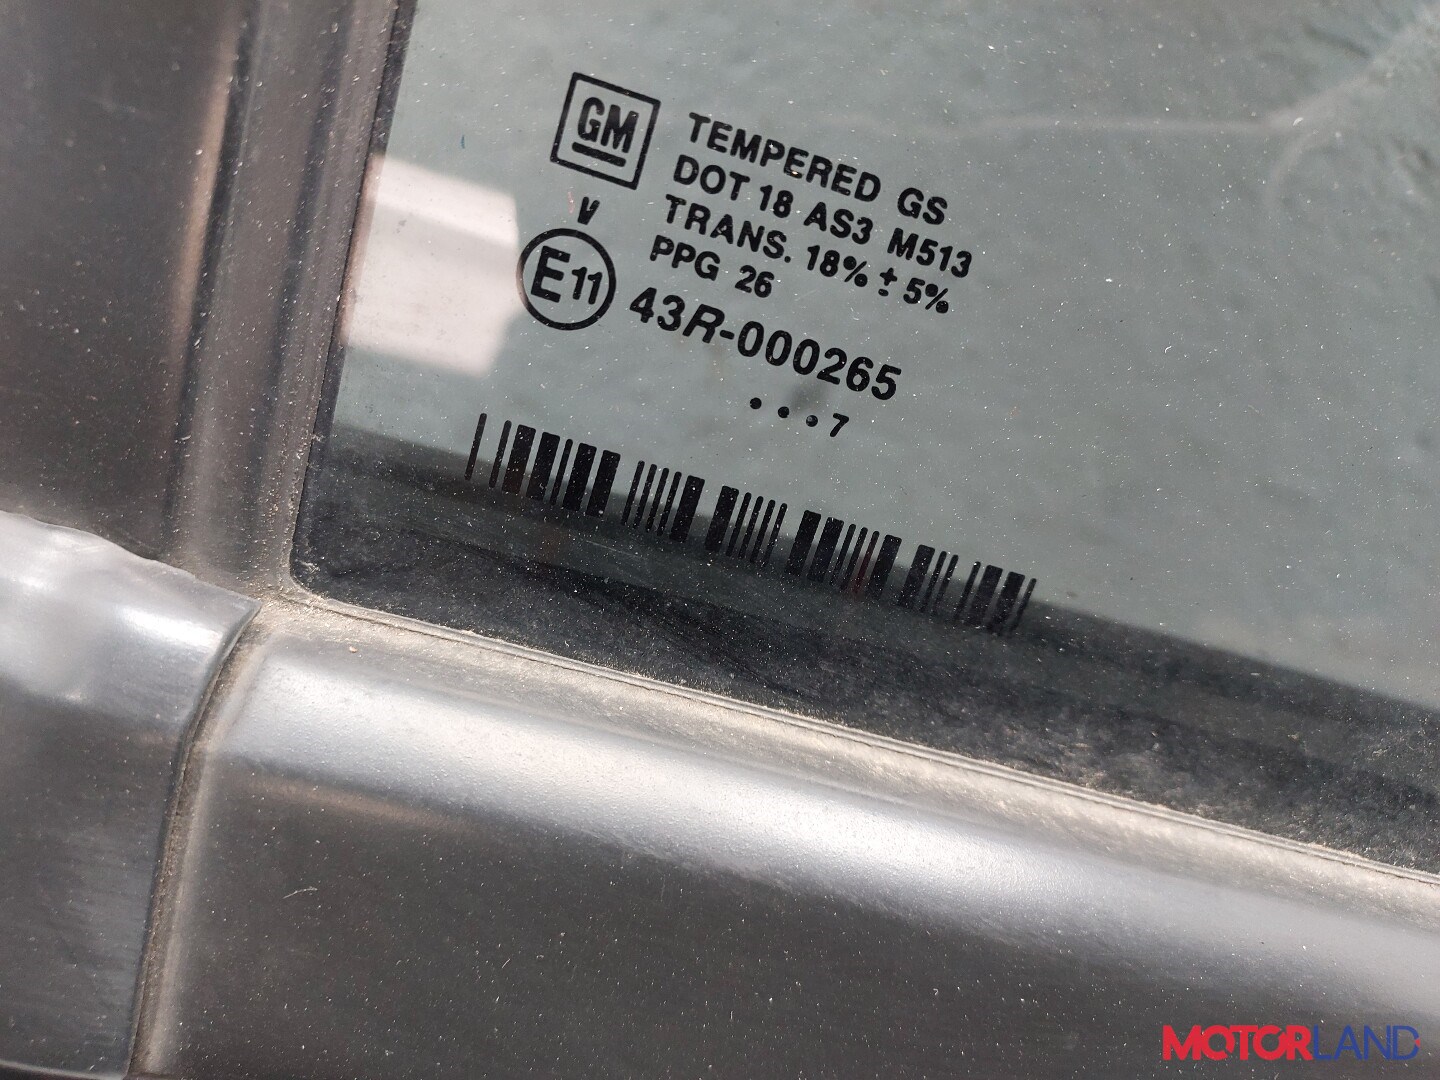 GM
TEMPERED GS
DOT 18 AS3 M513
TRANS. 18% ± 5%
PPG 26
V
E11 43R-000265
• • • 7
MOTORLAND